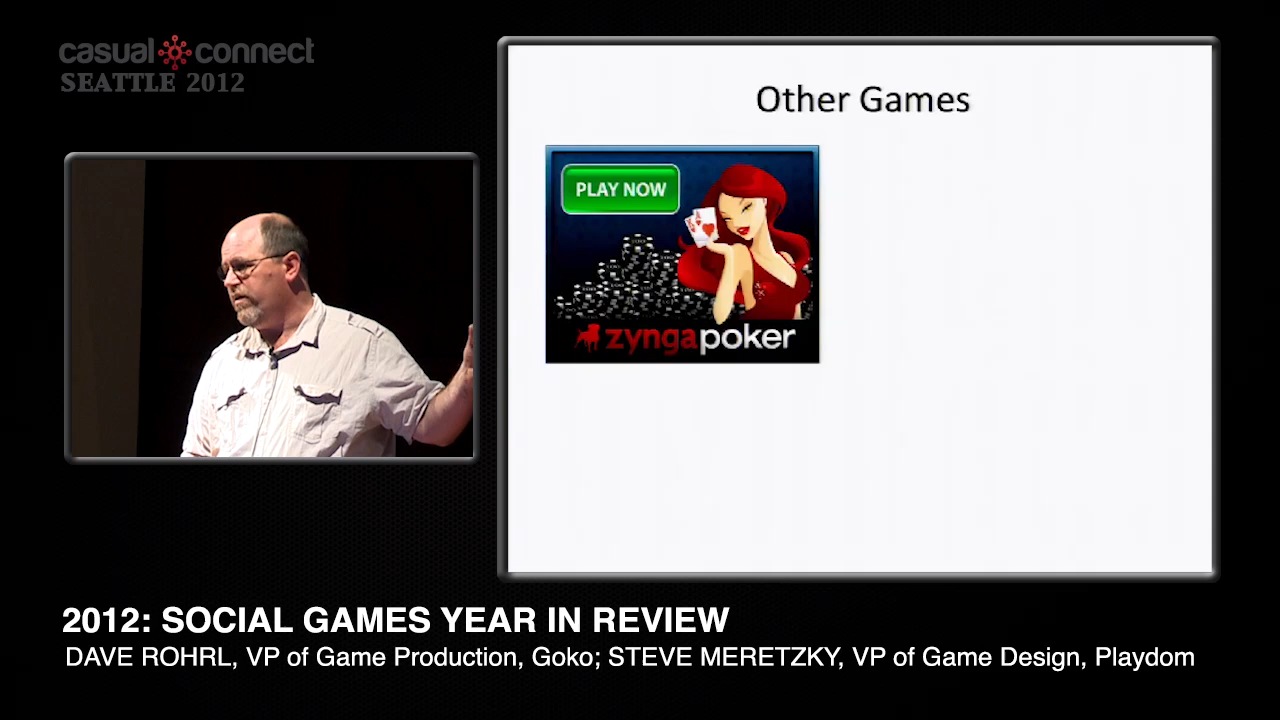 casual connect
SEATTLE 2012
Other Games
PLAY NOW
zyngapoker
2012: SOCIAL GAMES YEAR IN REVIEW
DAVE ROHRL, VP of Game Production, Goko; STEVE MERETZKY, VP of Game Design, Playdom